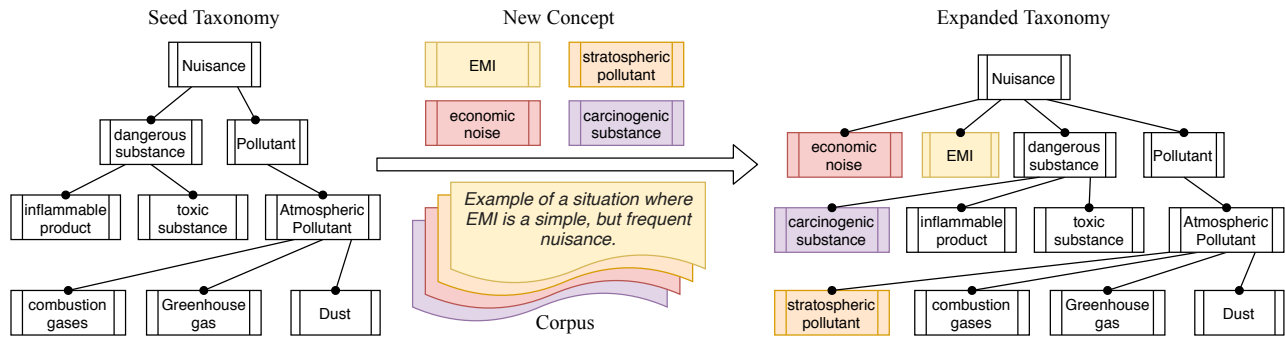 Seed Taxonomy
Nuisance
dangerous
substance
Pollutant
inflammable
product
toxic
substance
Atmospheric
Pollutant
combustion
gases
Greenhouse
gas
Dust
New Concept
EMI
stratospheric
pollutant
economic
noise
carcinogenic
substance
Example of a situation where
EMI is a simple, but frequent
nuisance.
Corpus
Expanded Taxonomy
Nuisance
economic
noise
EMI
dangerous
substance
Pollutant
carcinogenic
substance
inflammable
product
toxic
substance
Atmospheric
Pollutant
stratospheric
pollutant
combustion
gases
Greenhouse
gas
Dust